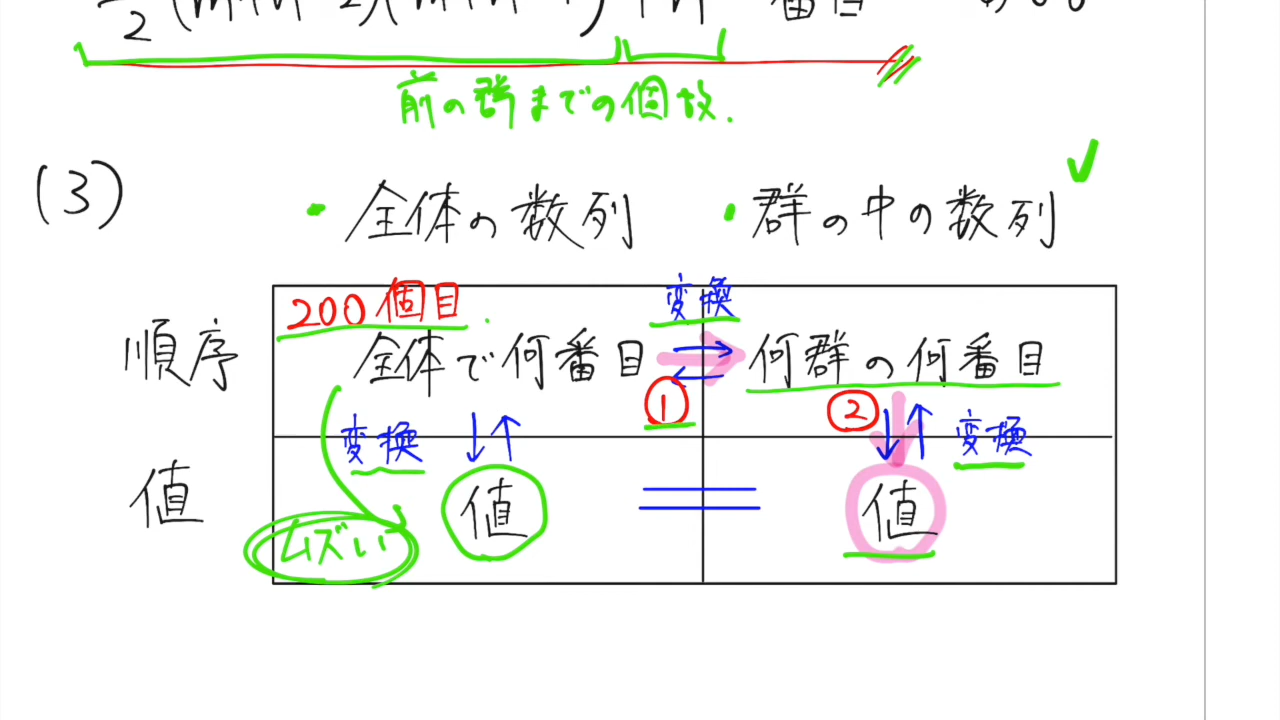 前の群までの個数.
(3)
・全体の数列 ・群の中の数列
200個目 変換
順序 全体で何番目 何群の何番目
① ②
変換 変換
値 値 値
ムズい